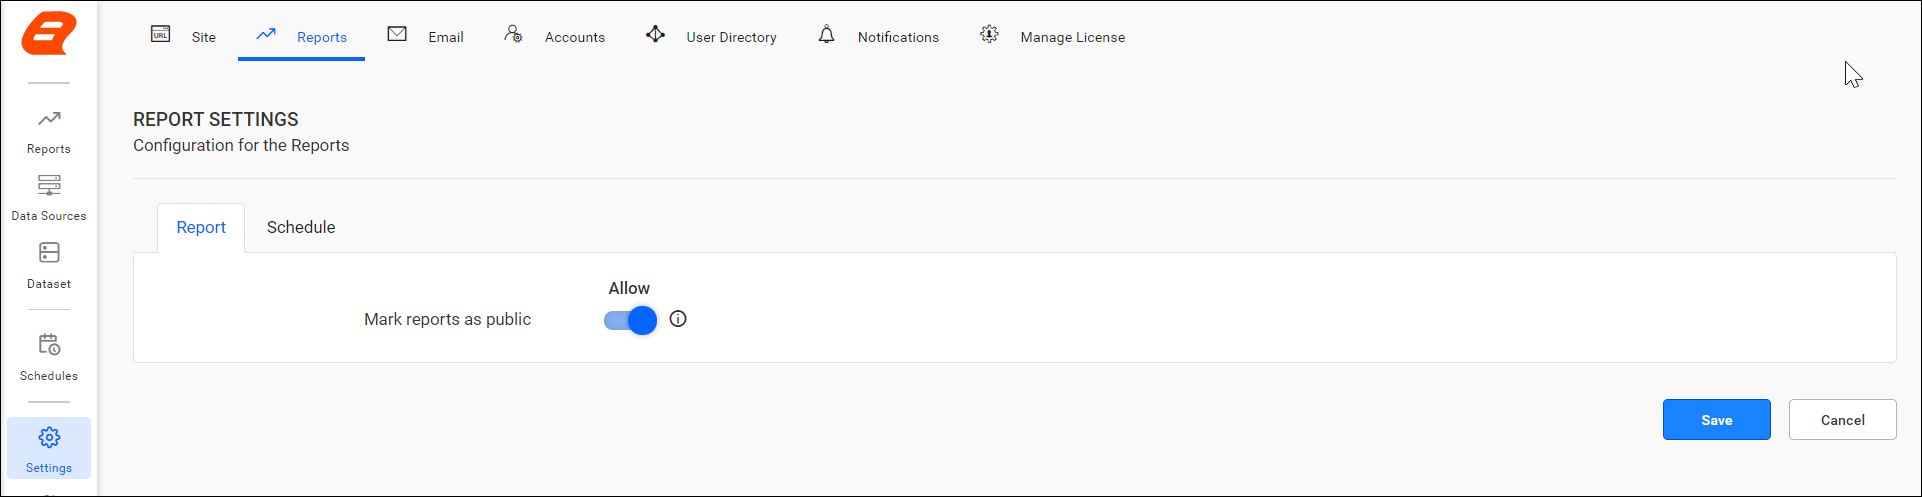 URL Site Reports Email Accounts User Directory Notifications Manage License
REPORT SETTINGS
Configuration for the Reports
Reports
Data Sources
Dataset
Schedules
Settings
Report Schedule
Allow
Mark reports as public
Save Cancel